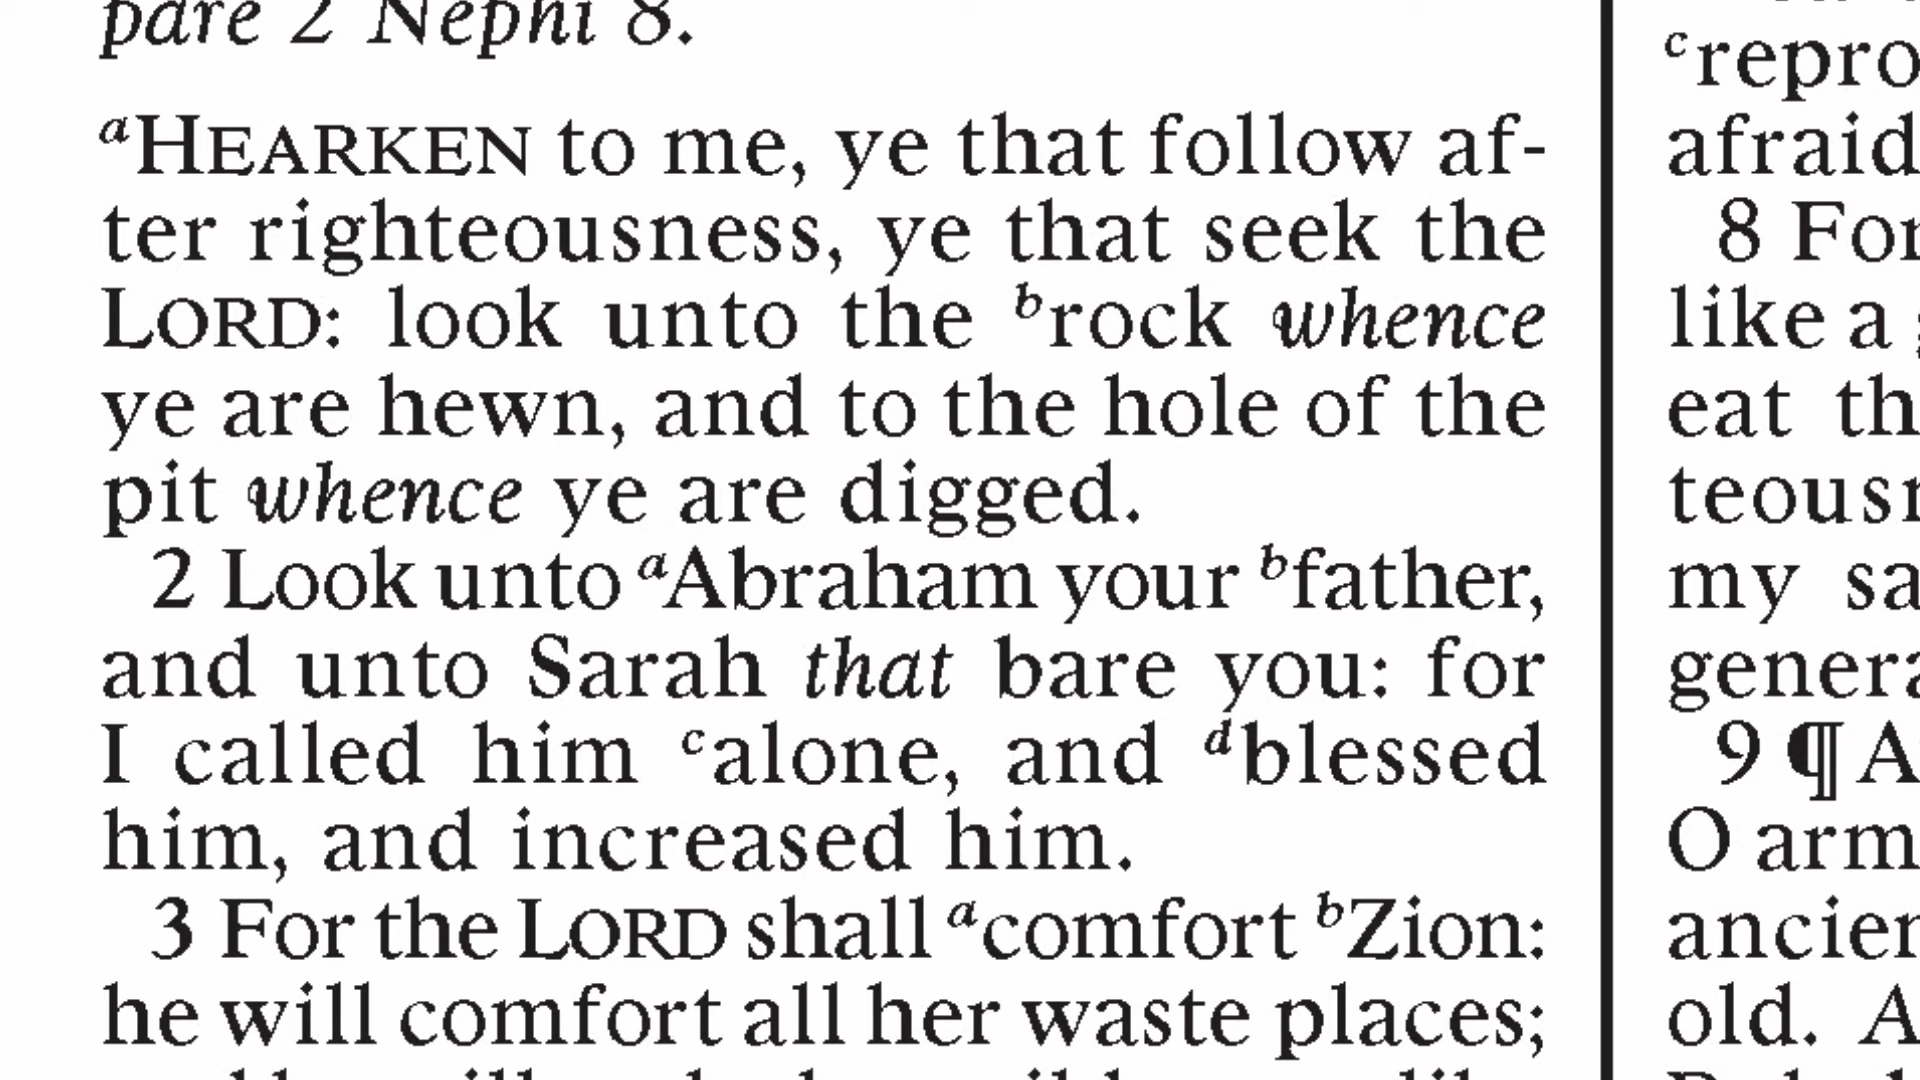 pare 2 Nephi 8.
aHEARKEN to me, ye that follow af-
ter righteousness, ye that seek the
LORD: look unto the brock whence
ye are hewn, and to the hole of the
pit whence ye are digged.
2 Look unto aAbraham your bfather,
and unto Sarah that bare you: for
I called him calone, and dblessed
him, and increased him.
3 For the LORD shall acomfort bZion:
he will comfort all her waste places;
crepro
afraid
8 For
like a
eat th
teous
my sa
genera
9 ¶ A
O arm
ancien
old. A